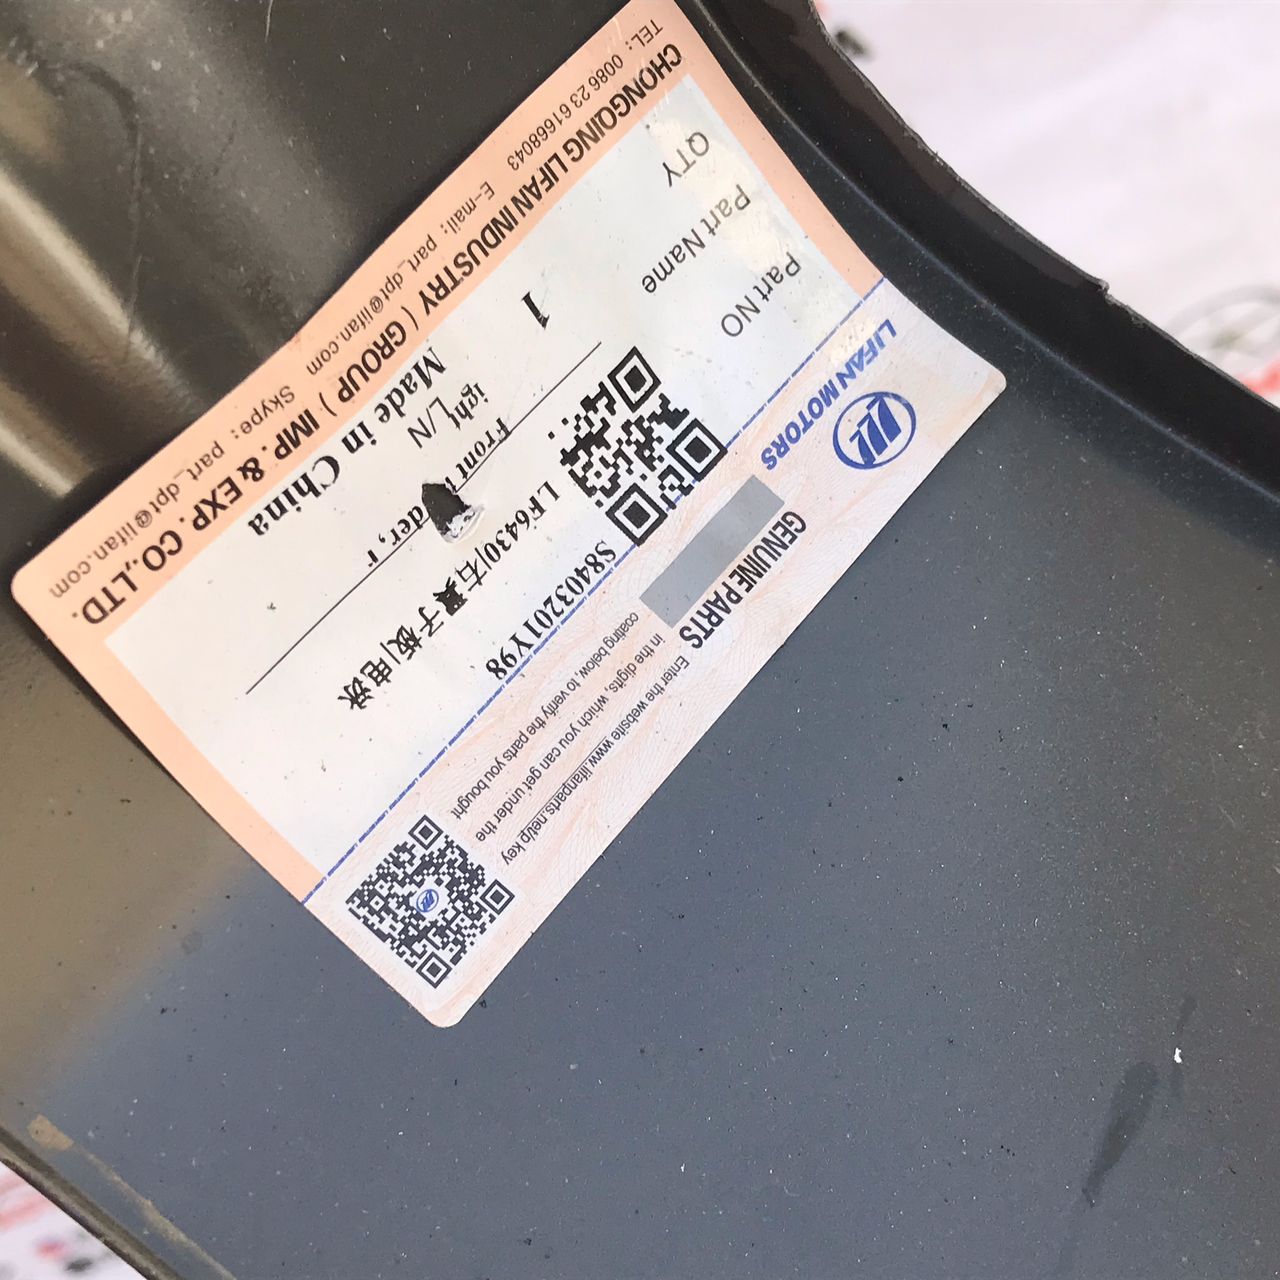 LIFAN MOTORS
GENUINE PARTS
Enter the website www.lifanparts.net/p key
in the digits, which you can get under the
coating below, to verify the parts you bought
Part NO
S8403201Y98
Part Name
LF6430/右翼子板/电泳
Front
der, r
ight
L/N
QTY
1
Made in China
CHONGQING LIFAN INDUSTRY ( GROUP ) IMP. & EXP. CO.,LTD.
TEL: 0086 23 61668043 E-mail: part_dpt@lifan.com Skype: part_dpt@lifan.com